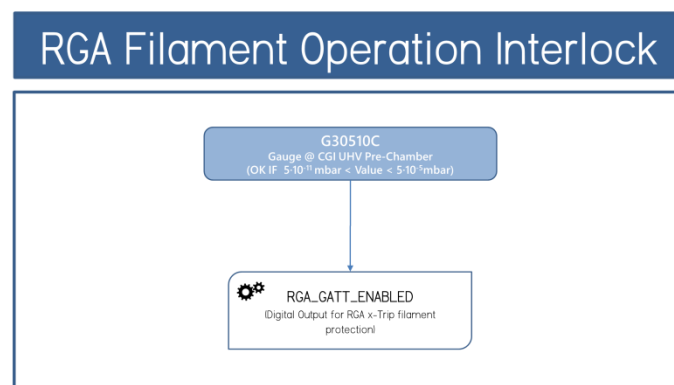 RGA Filament Operation Interlock
G30510C
Gauge @ CGI UHV Pre-Chamber
(OK IF 5·10⁻¹¹ mbar < Value < 5·10⁻⁵mbar)
RGA_GATT_ENABLED
(Digital Output for RGA x-Trip filament
protection)